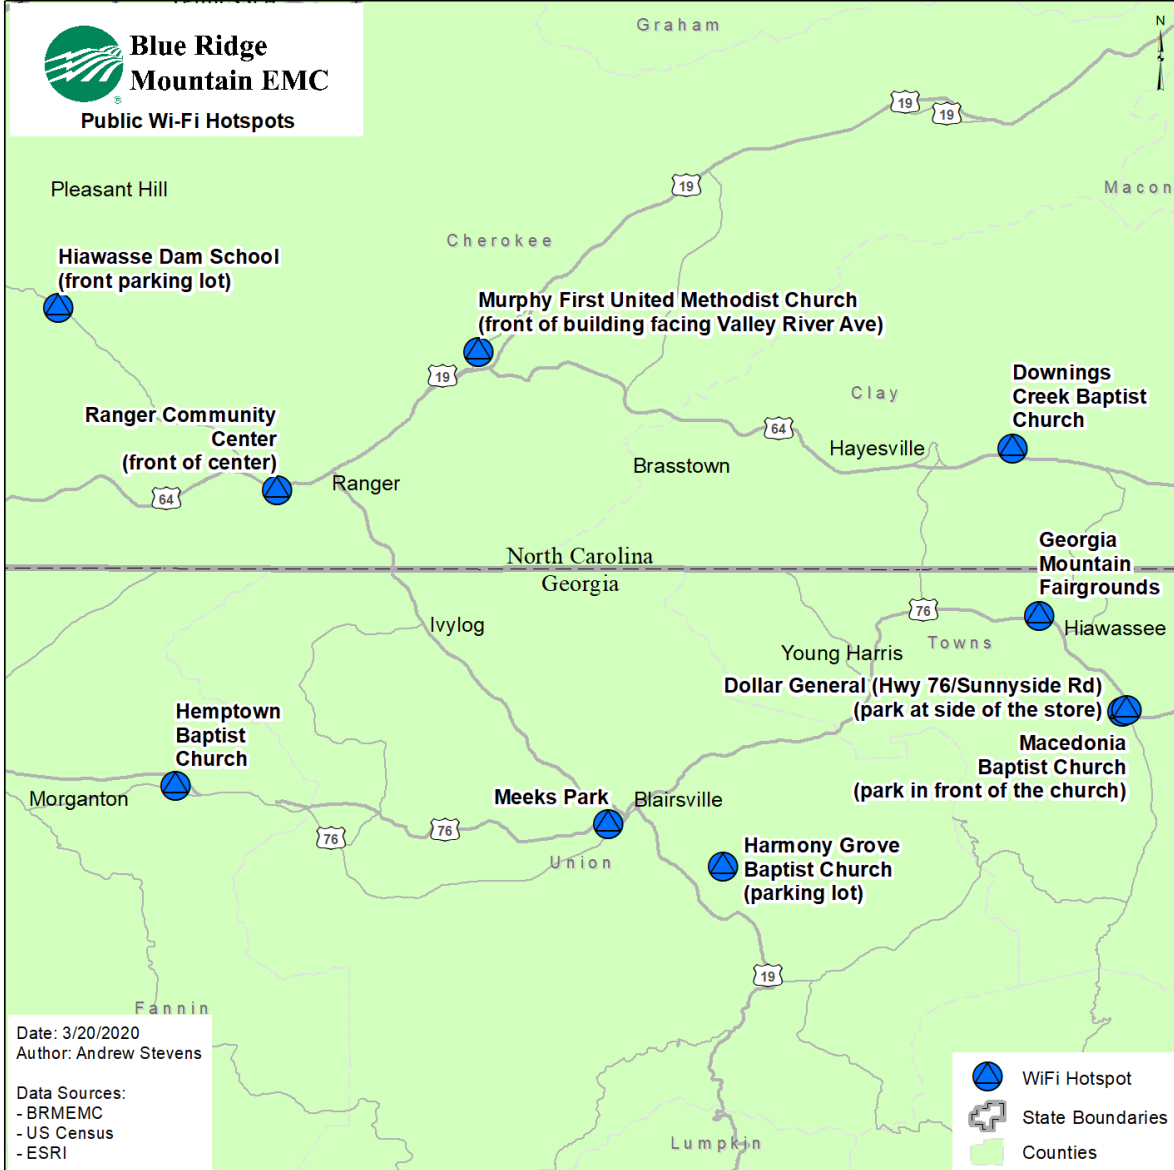 Blue Ridge
Mountain EMC
®
Public Wi-Fi Hotspots
Graham
N
19
19
19
Pleasant Hill
Macon
Cherokee
Hiawasse Dam School
(front parking lot)
Murphy First United Methodist Church
(front of building facing Valley River Ave)
19
Downings
Creek Baptist
Church
Clay
Ranger Community
Center
(front of center)
64
Hayesville
Brasstown
Ranger
64
North Carolina
Georgia
Georgia
Mountain
Fairgrounds
76
Hiawassee
Ivylog
Towns
Young Harris
Dollar General (Hwy 76/Sunnyside Rd)
(park at side of the store)
Hemptown
Baptist
Church
Macedonia
Baptist Church
(park in front of the church)
Morganton
Meeks Park
Blairsville
76
76
Union
Harmony Grove
Baptist Church
(parking lot)
19
Fannin
Date: 3/20/2020
Author: Andrew Stevens
Data Sources:
- BRMEMC
- US Census
- ESRI
Lumpkin
WiFi Hotspot
State Boundaries
Counties